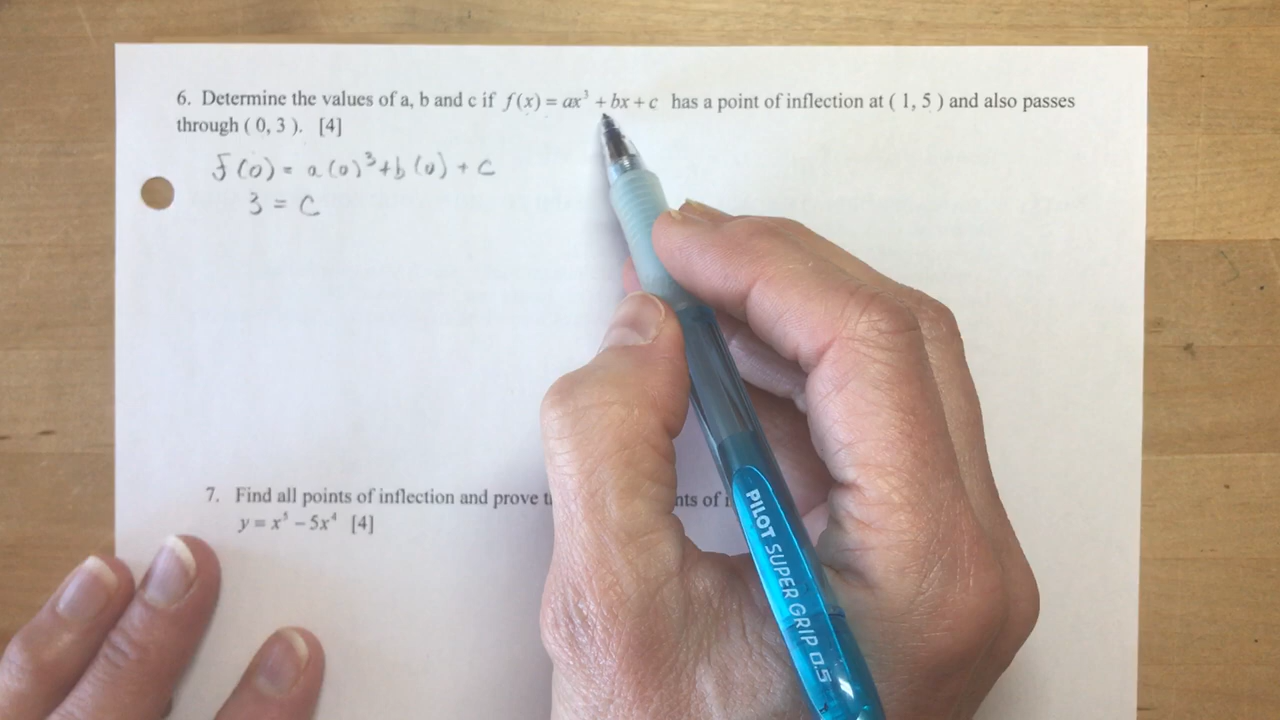 6. Determine the values of a, b and c if f(x) = ax³ + bx + c has a point of inflection at ( 1, 5 ) and also passes
through ( 0, 3 ). [4]
f(0) = a(0)³ + b(0) + c
3 = C
7. Find all points of inflection and prove
y = x⁵ – 5x⁴ [4]
PILOT SUPER GRIP 0.5